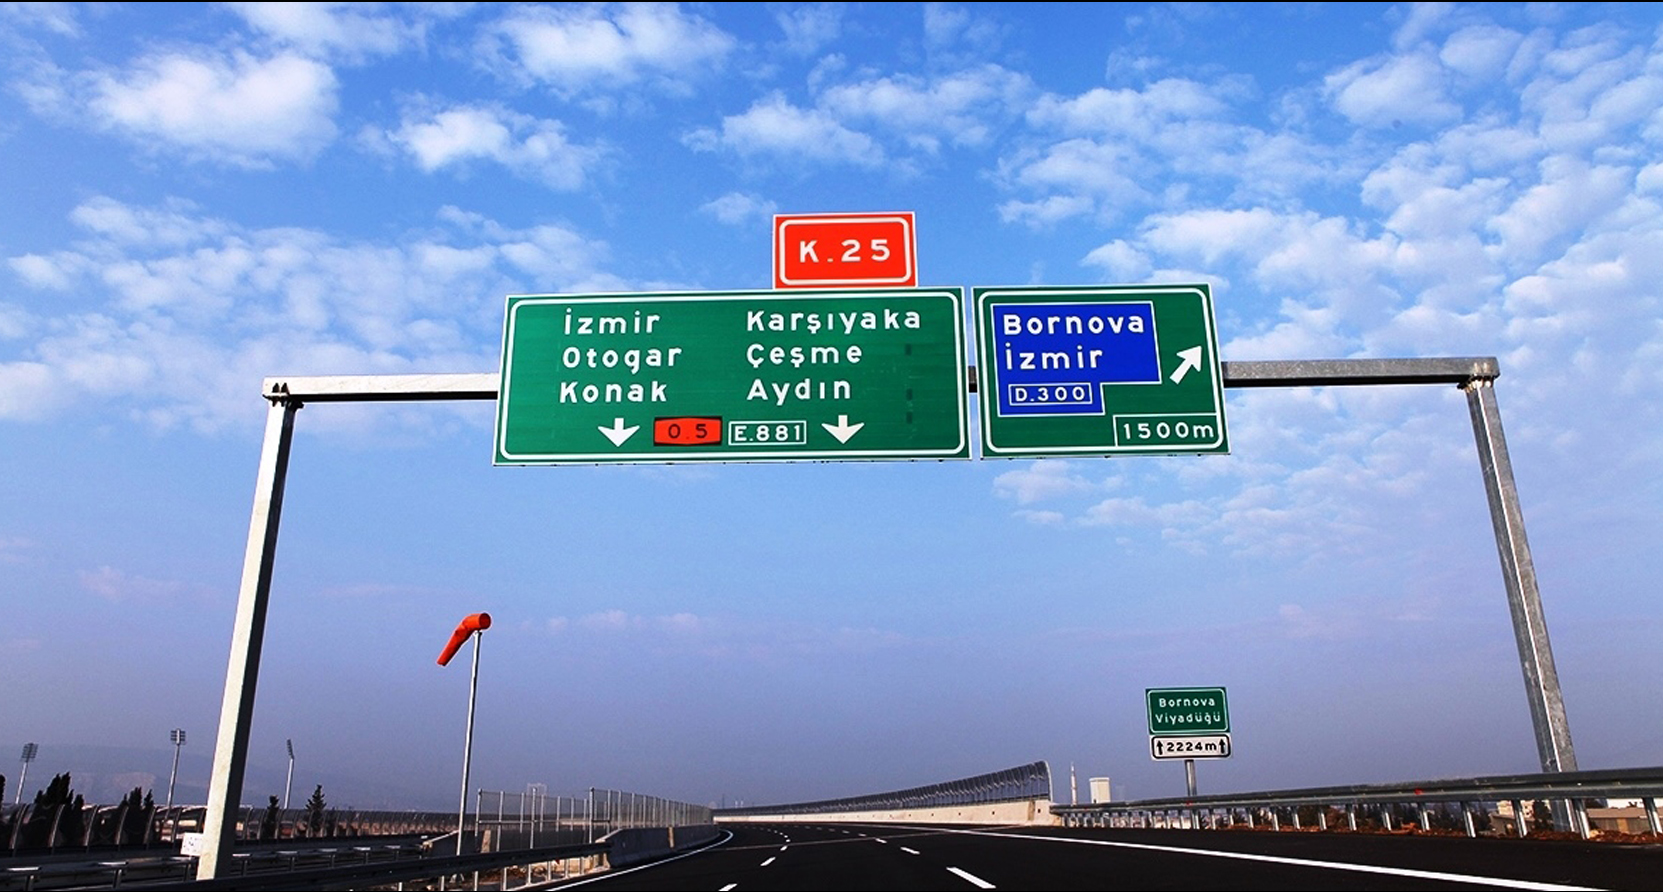 K.25
İzmir
Otogar
Konak
Karşıyaka
Çeşme
Aydın
0.5
E.881
Bornova
İzmir
D.300
1500m
Bornova
Viyadüğü
2224m